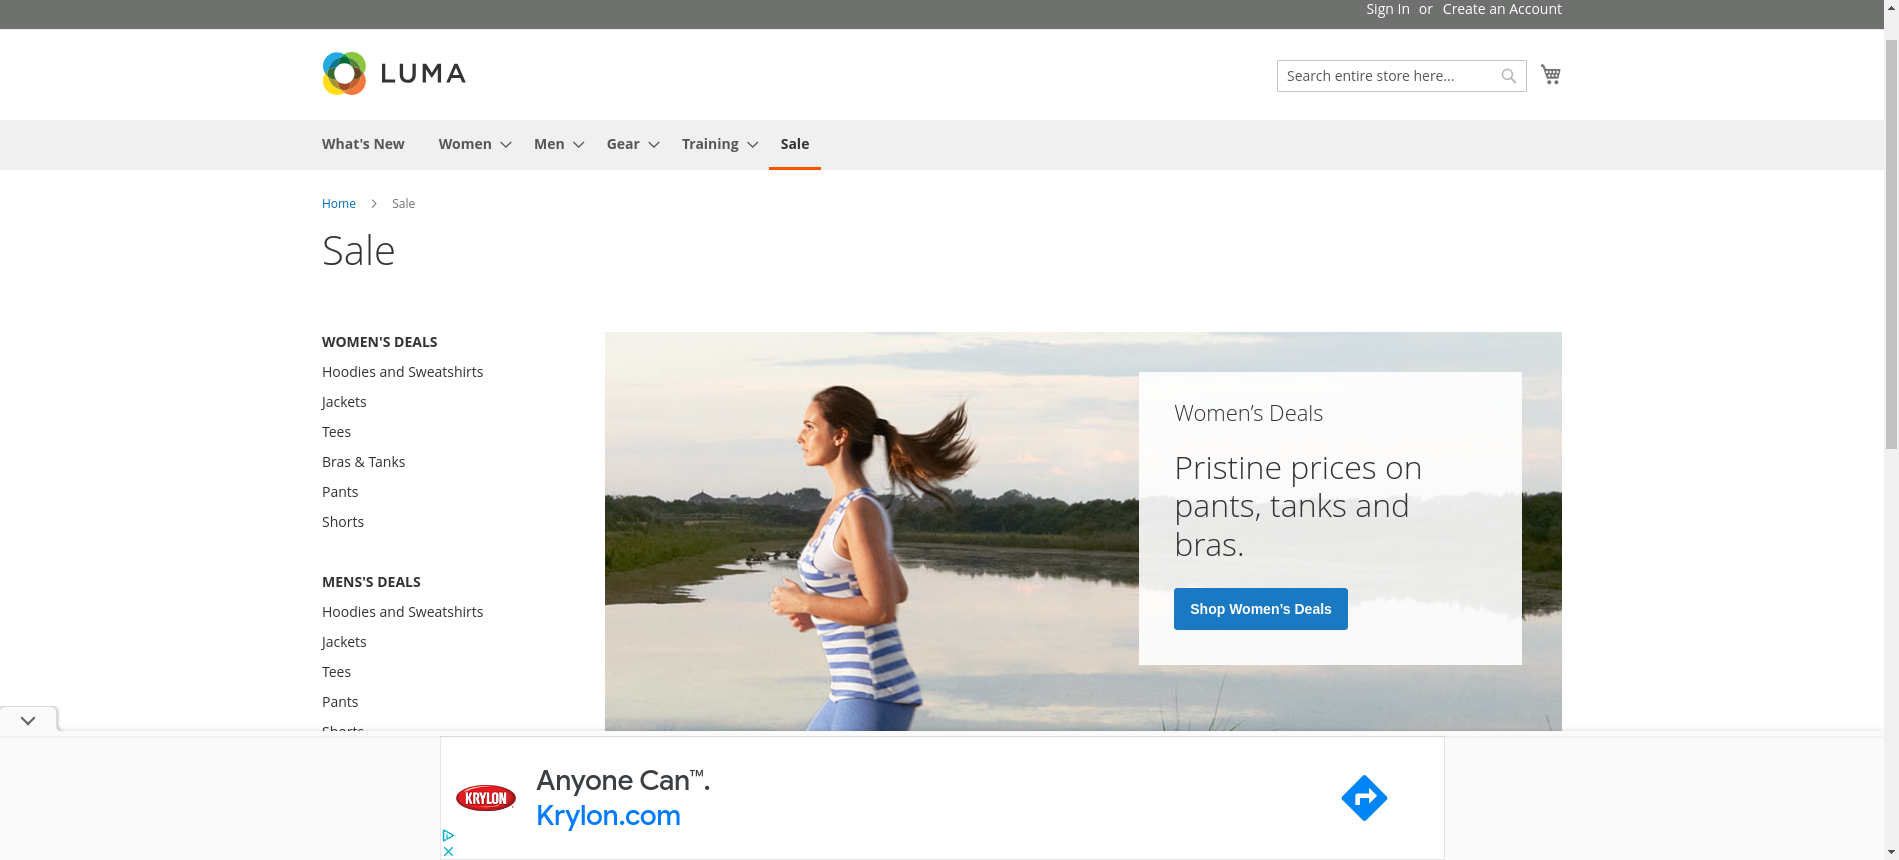 Sign In or Create an Account
LUMA
Search entire store here...
What's New Women Men Gear Training Sale
Home Sale
Sale
WOMEN'S DEALS
Hoodies and Sweatshirts
Jackets
Tees
Bras & Tanks
Pants
Shorts
MENS'S DEALS
Hoodies and Sweatshirts
Jackets
Tees
Pants
Shorts
Women’s Deals
Pristine prices on
pants, tanks and
bras.
Shop Women’s Deals
KRYLON
Anyone Can™.
Krylon.com